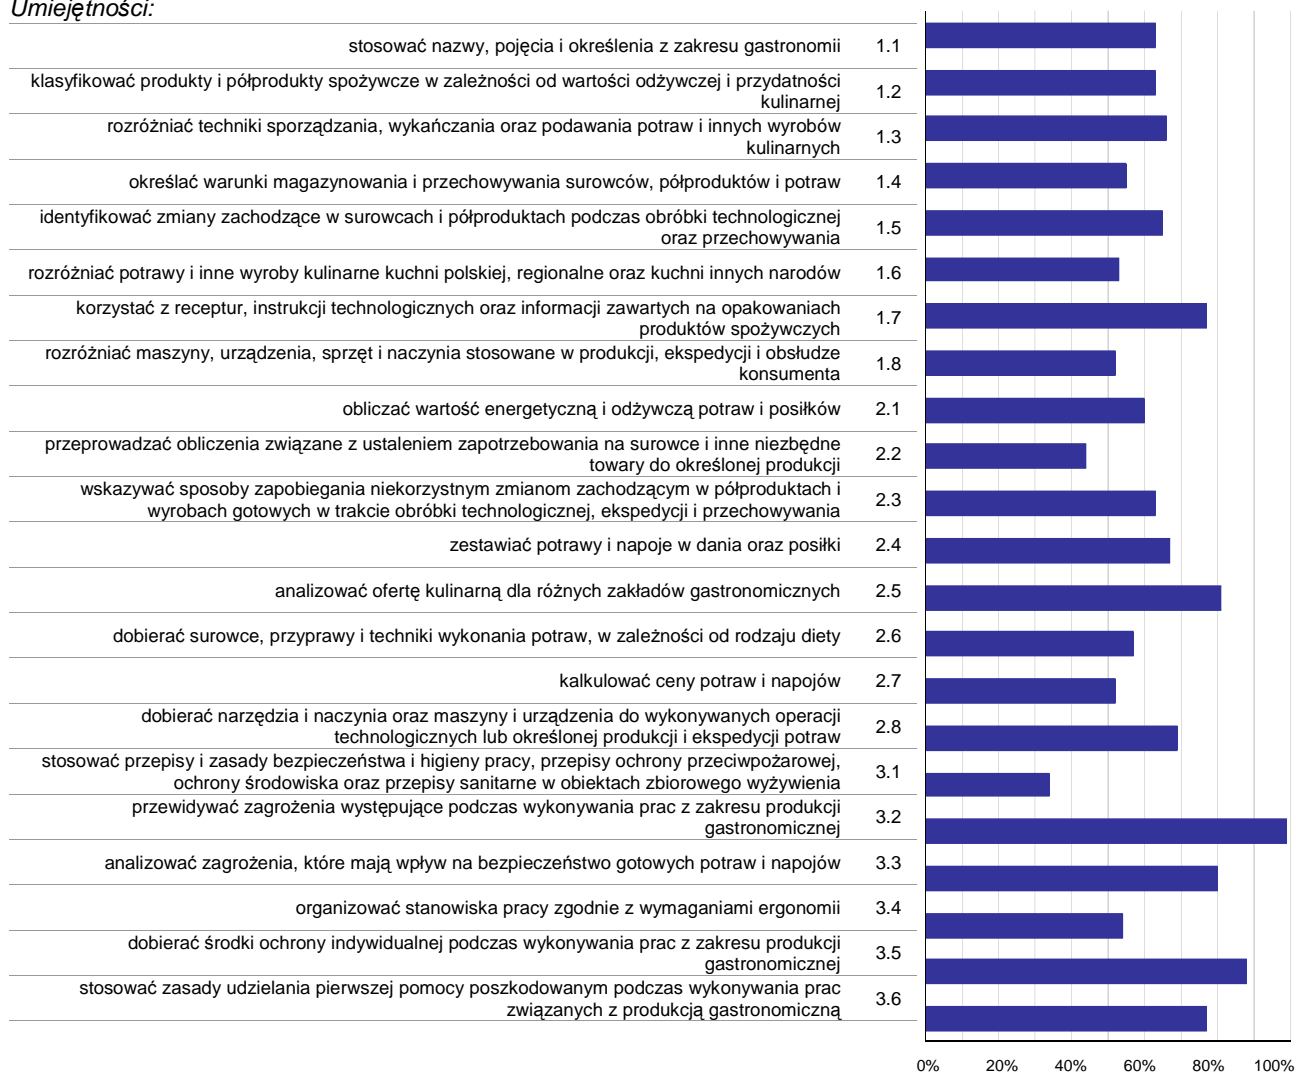 Umiejętności:
stosować nazwy, pojęcia i określenia z zakresu gastronomii 1.1
klasyfikować produkty i półprodukty spożywcze w zależności od wartości odżywczej i przydatności
kulinarnej 1.2
rozróżniać techniki sporządzania, wykańczania oraz podawania potraw i innych wyrobów
kulinarnych 1.3
określać warunki magazynowania i przechowywania surowców, półproduktów i potraw 1.4
identyfikować zmiany zachodzące w surowcach i półproduktach podczas obróbki technologicznej
oraz przechowywania 1.5
rozróżniać potrawy i inne wyroby kulinarne kuchni polskiej, regionalne oraz kuchni innych narodów 1.6
korzystać z receptur, instrukcji technologicznych oraz informacji zawartych na opakowaniach
produktów spożywczych 1.7
rozróżniać maszyny, urządzenia, sprzęt i naczynia stosowane w produkcji, ekspedycji i obsłudze
konsumenta 1.8
obliczać wartość energetyczną i odżywczą potraw i posiłków 2.1
przeprowadzać obliczenia związane z ustaleniem zapotrzebowania na surowce i inne niezbędne
towary do określonej produkcji 2.2
wskazywać sposoby zapobiegania niekorzystnym zmianom zachodzącym w półproduktach i
wyrobach gotowych w trakcie obróbki technologicznej, ekspedycji i przechowywania 2.3
zestawiać potrawy i napoje w dania oraz posiłki 2.4
analizować ofertę kulinarną dla różnych zakładów gastronomicznych 2.5
dobierać surowce, przyprawy i techniki wykonania potraw, w zależności od rodzaju diety 2.6
kalkulować ceny potraw i napojów 2.7
dobierać narzędzia i naczynia oraz maszyny i urządzenia do wykonywanych operacji
technologicznych lub określonej produkcji i ekspedycji potraw 2.8
stosować przepisy i zasady bezpieczeństwa i higieny pracy, przepisy ochrony przeciwpożarowej,
ochrony środowiska oraz przepisy sanitarne w obiektach zbiorowego wyżywienia 3.1
przewidywać zagrożenia występujące podczas wykonywania prac z zakresu produkcji
gastronomicznej 3.2
analizować zagrożenia, które mają wpływ na bezpieczeństwo gotowych potraw i napojów 3.3
organizować stanowiska pracy zgodnie z wymaganiami ergonomii 3.4
dobierać środki ochrony indywidualnej podczas wykonywania prac z zakresu produkcji
gastronomicznej 3.5
stosować zasady udzielania pierwszej pomocy poszkodowanym podczas wykonywania prac
związanych z produkcją gastronomiczną 3.6
0% 20% 40% 60% 80% 100%